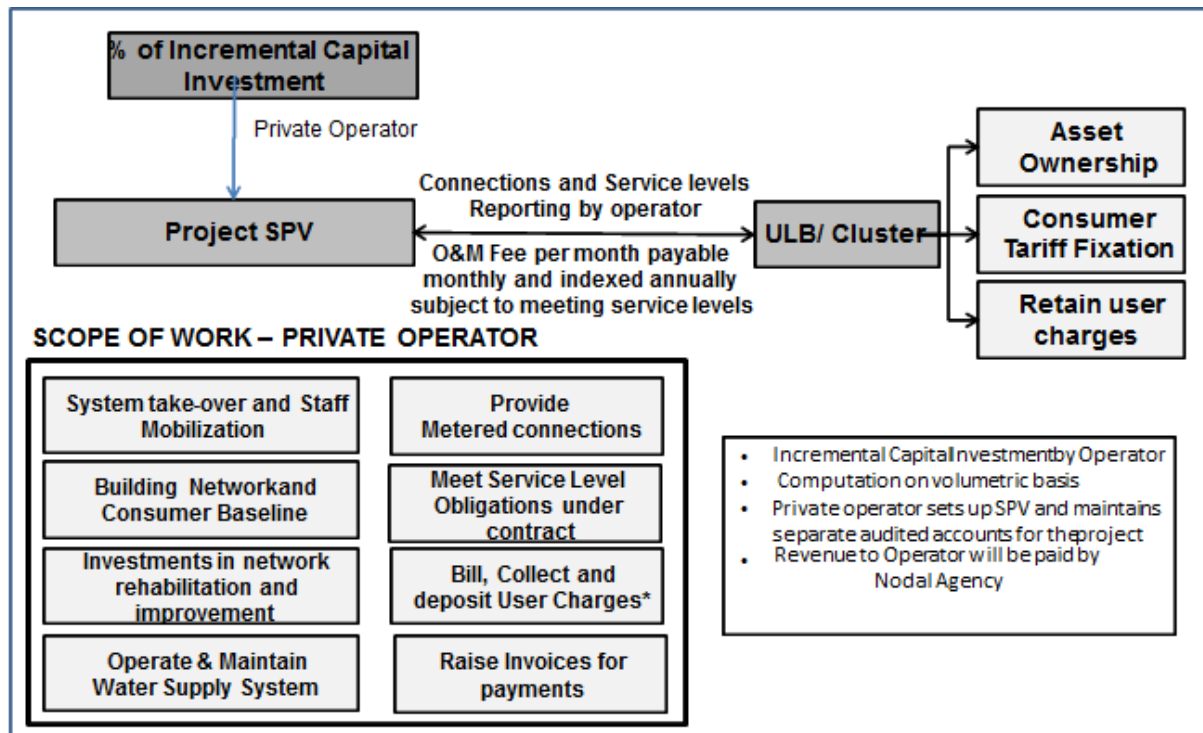 % of Incremental Capital
Investment
Private Operator
Project SPV
Connections and Service levels
Reporting by operator
O&M Fee per month payable
monthly and indexed annually
subject to meeting service levels
ULB/ Cluster
Asset
Ownership
Consumer
Tariff Fixation
Retain user
charges
SCOPE OF WORK – PRIVATE OPERATOR
System take-over and Staff
Mobilization
Provide
Metered connections
Building Networkand
Consumer Baseline
Meet Service Level
Obligations under
contract
Investments in network
rehabilitation and
improvement
Bill, Collect and
deposit User Charges*
Operate & Maintain
Water Supply System
Raise Invoices for
payments
• Incremental CapitalInvestmentby Operator
• Computation on volumetric basis
• Private operator sets up SPV and maintains
separate audited accounts for theproject
• Revenue to Operator will be paid by
Nodal Agency